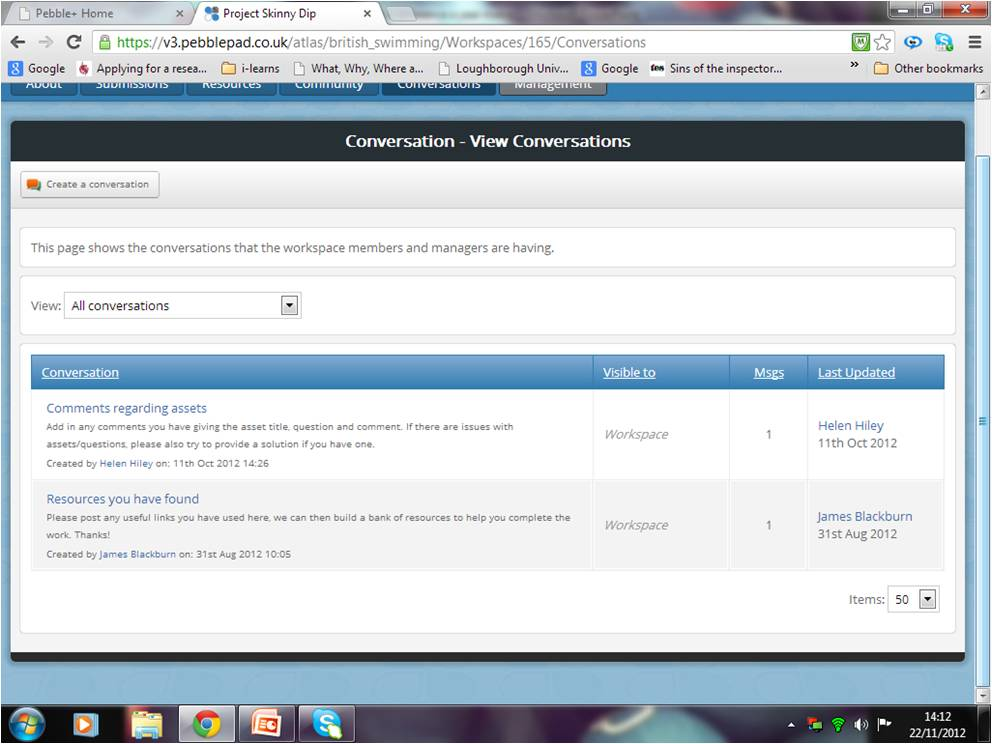 Pebble+ Home
Project Skinny Dip
https://v3.pebblepad.co.uk/atlas/british_swimming/Workspaces/165/Conversations
Google Applying for a resea... i-learns What, Why, Where a... Loughborough Univ... Google tes Sins of the inspector... » Other bookmarks
About Submissions Resources Community Conversations Management
Conversation - View Conversations
Create a conversation
This page shows the conversations that the workspace members and managers are having.
View: All conversations
Conversation Visible to Msgs Last Updated
Comments regarding assets
Add in any comments you have giving the asset title, question and comment. If there are issues with
assets/questions, please also try to provide a solution if you have one.
Created by Helen Hiley on: 11th Oct 2012 14:26
Workspace
1
Helen Hiley
11th Oct 2012
Resources you have found
Please post any useful links you have used here, we can then build a bank of resources to help you complete the
work. Thanks!
Created by James Blackburn on: 31st Aug 2012 10:05
Workspace
1
James Blackburn
31st Aug 2012
Items: 50
14:12
22/11/2012